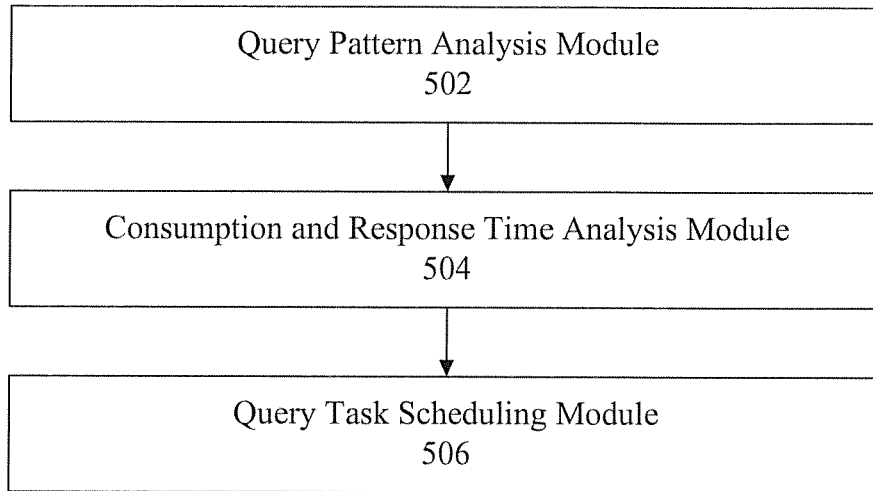 Query Pattern Analysis Module
502
Consumption and Response Time Analysis Module
504
Query Task Scheduling Module
506